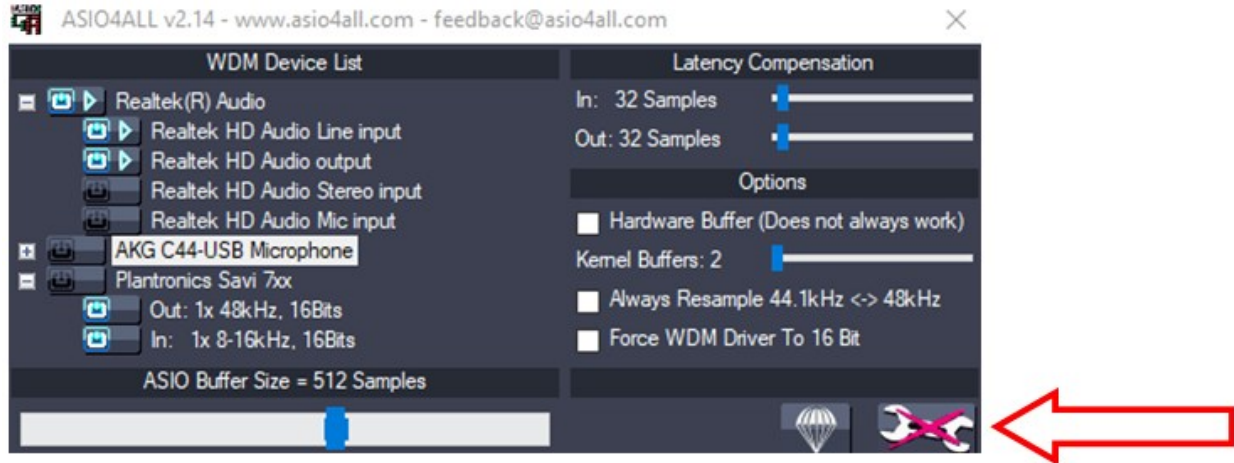 ASIO4ALL v2.14 - www.asio4all.com - feedback@asio4all.com
WDM Device List
Realtek(R) Audio
Realtek HD Audio Line input
Realtek HD Audio output
Realtek HD Audio Stereo input
Realtek HD Audio Mic input
AKG C44-USB Microphone
Plantronics Savi 7xx
Out: 1x 48kHz, 16Bits
In: 1x 8-16kHz, 16Bits
ASIO Buffer Size = 512 Samples
Latency Compensation
In: 32 Samples
Out: 32 Samples
Options
Hardware Buffer (Does not always work)
Kernel Buffers: 2
Always Resample 44.1kHz <-> 48kHz
Force WDM Driver To 16 Bit